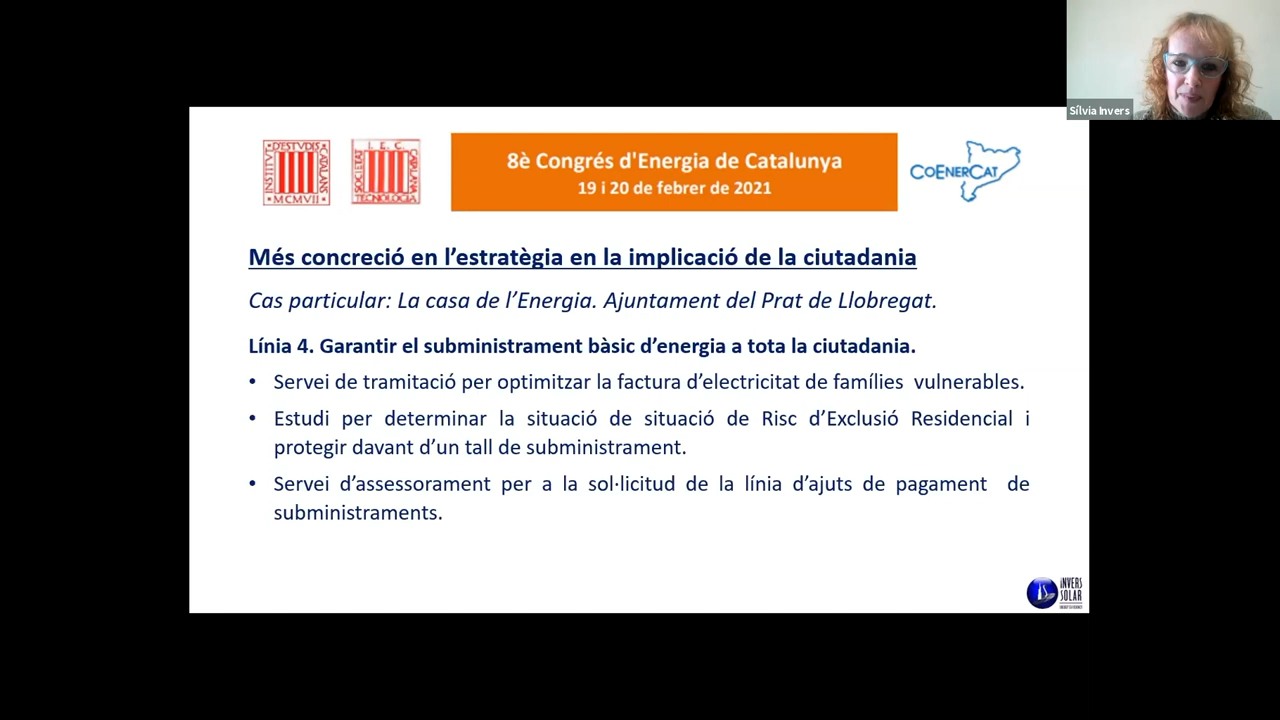 Sílvia Invers
INSTITUT D'ESTUDIS CATALANS
MCMVII
I. E. C.
SOCIETAT CATALANA
TECNOLOGIA
8è Congrés d'Energia de Catalunya
19 i 20 de febrer de 2021
COENERCAT
Més concreció en l’estratègia en la implicació de la ciutadania
Cas particular: La casa de l’Energia. Ajuntament del Prat de Llobregat.
Línia 4. Garantir el subministrament bàsic d’energia a tota la ciutadania.
• Servei de tramitació per optimitzar la factura d’electricitat de famílies vulnerables.
• Estudi per determinar la situació de situació de Risc d’Exclusió Residencial i
protegir davant d’un tall de subministrament.
• Servei d’assessorament per a la sol·licitud de la línia d’ajuts de pagament de
subministraments.
INVERS
SOLAR